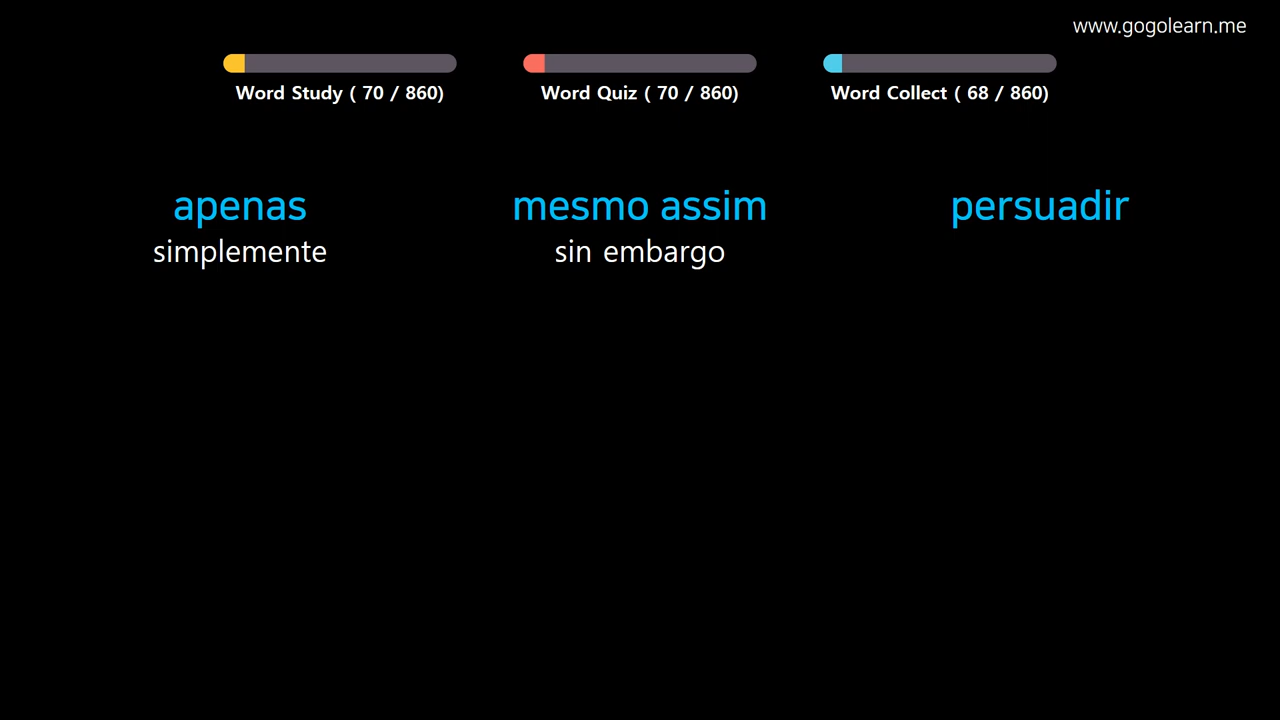 www.gogolearn.me
Word Study ( 70 / 860)
Word Quiz ( 70 / 860)
Word Collect ( 68 / 860)
apenas
simplemente
mesmo assim
sin embargo
persuadir